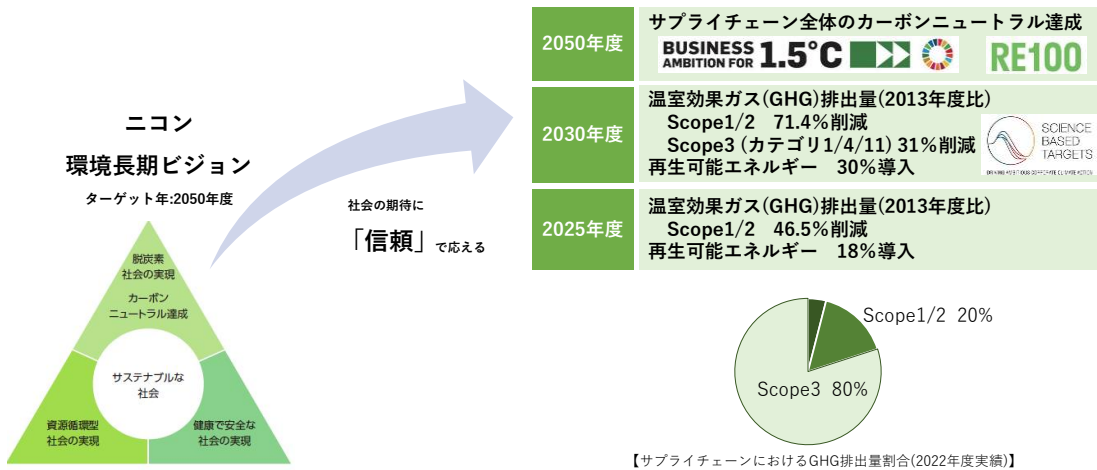 ニコン
環境長期ビジョン
ターゲット年:2050年度
脱炭素
社会の実現
カーボン
ニュートラル達成
サステナブルな
社会
資源循環型
社会の実現
健康で安全な
社会の実現
社会の期待に
「信頼」で応える
2050年度
サプライチェーン全体のカーボンニュートラル達成
BUSINESS
AMBITION FOR 1.5°C
RE100
2030年度
温室効果ガス(GHG)排出量(2013年度比)
Scope1/2 71.4%削減
Scope3 (カテゴリ1/4/11) 31%削減
再生可能エネルギー 30%導入
SCIENCE
BASED
TARGETS
DRIVING AMBITIOUS CORPORATE CLIMATE ACTION
2025年度
温室効果ガス(GHG)排出量(2013年度比)
Scope1/2 46.5%削減
再生可能エネルギー 18%導入
Scope1/2 20%
Scope3 80%
【サプライチェーンにおけるGHG排出量割合(2022年度実績)】